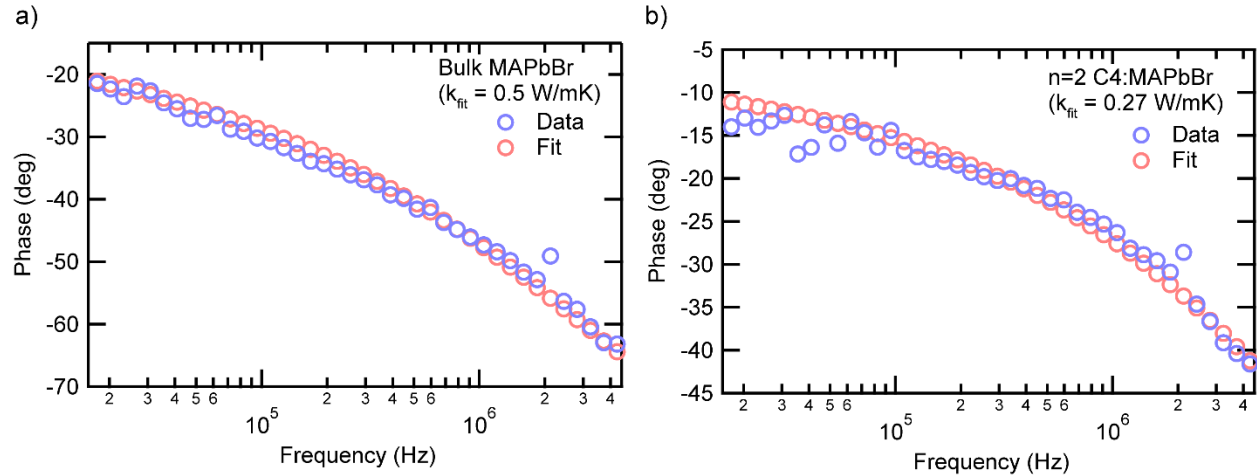 a)
Bulk MAPbBr
(k_fit = 0.5 W/mK)
Data
Fit
Phase (deg)
-20
-30
-40
-50
-60
-70
2 3 4 5 6 2 3 4 5 6 2 3 4
10^5 10^6
Frequency (Hz)
b)
n=2 C4:MAPbBr
(k_fit = 0.27 W/mK)
Data
Fit
Phase (deg)
-5
-10
-15
-20
-25
-30
-35
-40
-45
2 3 4 5 6 2 3 4 5 6 2 3 4
10^5 10^6
Frequency (Hz)